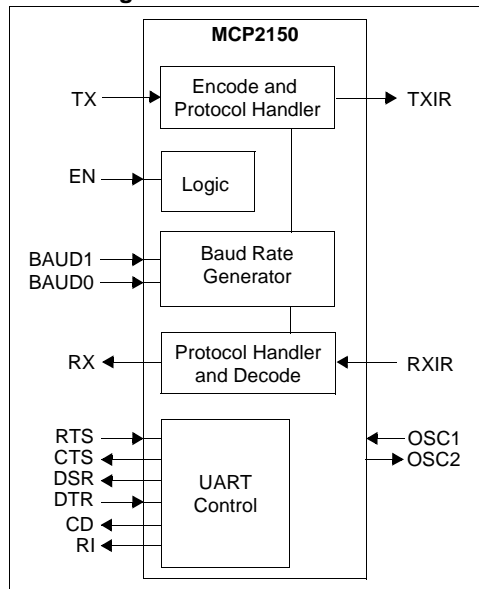 MCP2150
TX
Encode and
Protocol Handler
TXIR
EN
Logic
BAUD1
BAUD0
Baud Rate
Generator
RX
Protocol Handler
and Decode
RXIR
RTS
CTS
DSR
DTR
CD
RI
UART
Control
OSC1
OSC2